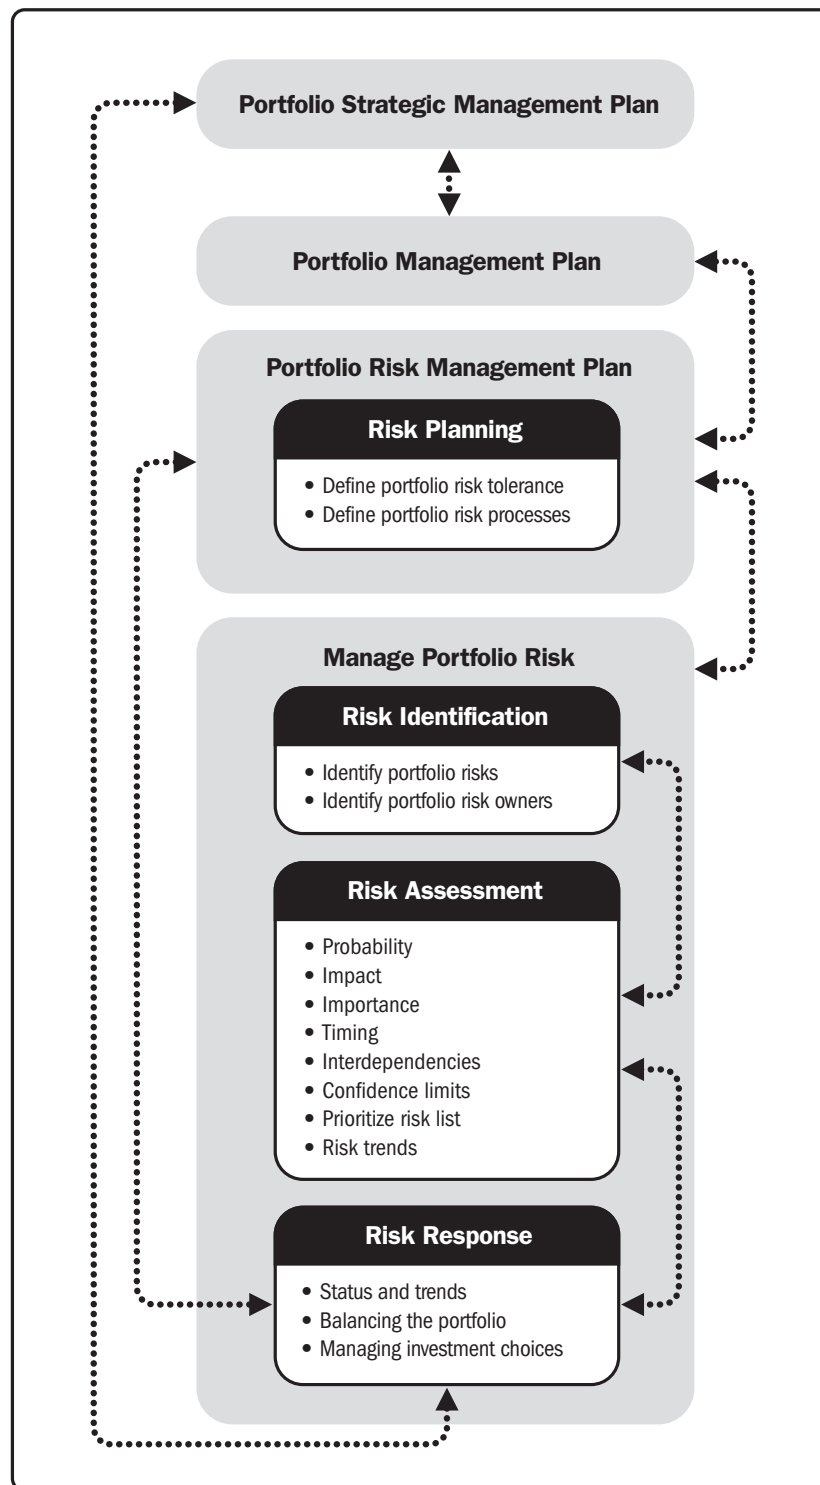 Portfolio Strategic Management Plan
Portfolio Management Plan
Portfolio Risk Management Plan
Risk Planning
• Define portfolio risk tolerance
• Define portfolio risk processes
Manage Portfolio Risk
Risk Identification
• Identify portfolio risks
• Identify portfolio risk owners
Risk Assessment
• Probability
• Impact
• Importance
• Timing
• Interdependencies
• Confidence limits
• Prioritize risk list
• Risk trends
Risk Response
• Status and trends
• Balancing the portfolio
• Managing investment choices